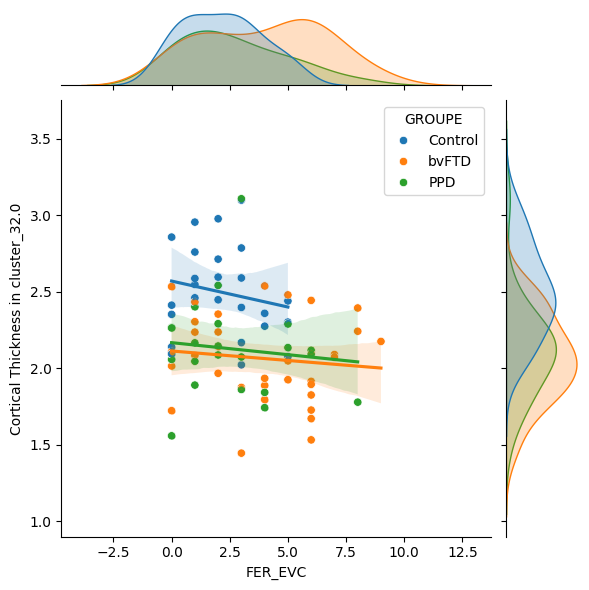 GROUPE
Control
bvFTD
PPD
3.5
3.0
2.5
2.0
1.5
1.0
Cortical Thickness in cluster_32.0
−2.5 0.0 2.5 5.0 7.5 10.0 12.5
FER_EVC